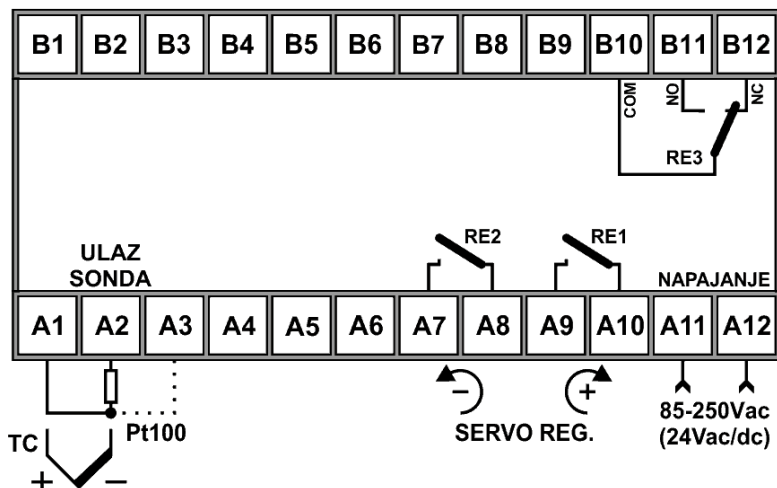 B1 B2 B3 B4 B5 B6 B7 B8 B9 B10 B11 B12
COM NO NC
RE3
RE2 RE1
ULAZ
SONDA
NAPAJANJE
A1 A2 A3 A4 A5 A6 A7 A8 A9 A10 A11 A12
− +
Pt100
SERVO REG.
85-250Vac
(24Vac/dc)
TC
+ −